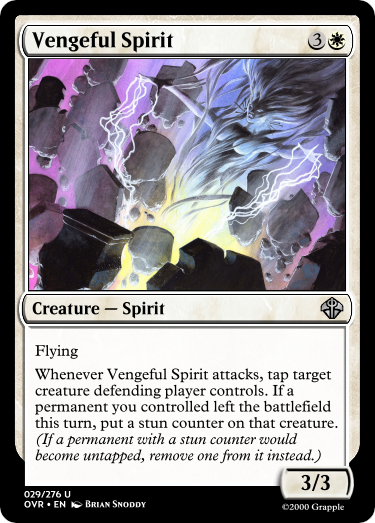 Vengeful Spirit 3
Creature — Spirit
Flying
Whenever Vengeful Spirit attacks, tap target
creature defending player controls. If a
permanent you controlled left the battlefield
this turn, put a stun counter on that creature.
(If a permanent with a stun counter would
become untapped, remove one from it instead.)
3/3
029/276 U
OVR • EN Brian Snoddy
©2000 Grapple